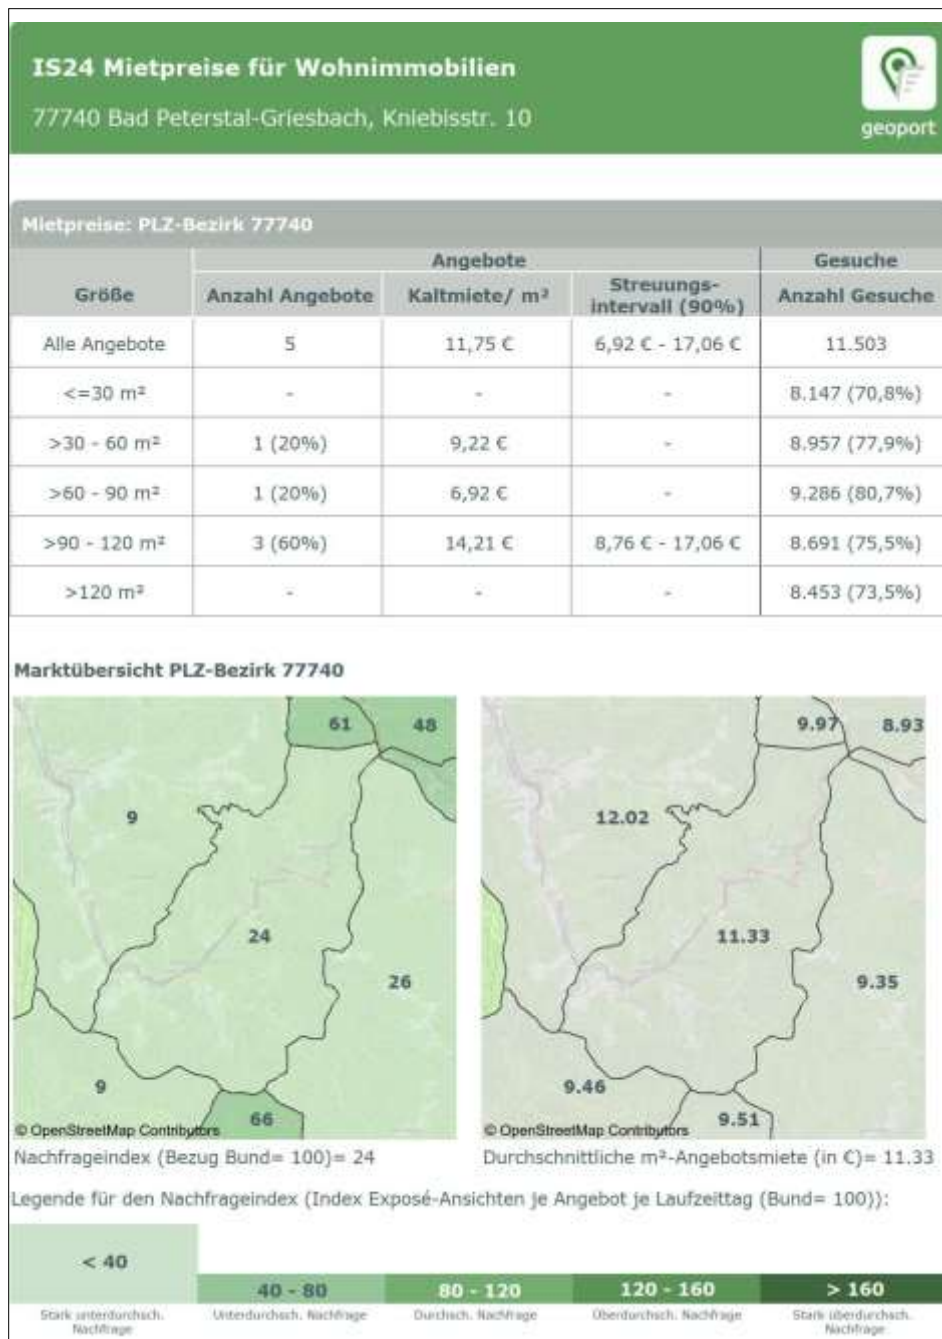 IS24 Mietpreise für Wohnimmobilien
77740 Bad Peterstal-Griesbach, Kniebisstr. 10
geoport
Mietpreise: PLZ-Bezirk 77740
Angebote Gesuche
Größe Anzahl Angebote Kaltmiete/ m² Streuungs-intervall (90%) Anzahl Gesuche
Alle Angebote 5 11,75 € 6,92 € - 17,06 € 11.503
<=30 m² - - - 8.147 (70,8%)
>30 - 60 m² 1 (20%) 9,22 € - 8.957 (77,9%)
>60 - 90 m² 1 (20%) 6,92 € - 9.286 (80,7%)
>90 - 120 m² 3 (60%) 14,21 € 8,76 € - 17,06 € 8.691 (75,5%)
>120 m² - - - 8.453 (73,5%)
Marktübersicht PLZ-Bezirk 77740
61 48
9
24
26
9
66
© OpenStreetMap Contributors
9.97 8.93
12.02
11.33
9.35
9.46
9.51
© OpenStreetMap Contributors
Nachfrageindex (Bezug Bund= 100)= 24
Durchschnittliche m²-Angebotsmiete (in €)= 11.33
Legende für den Nachfrageindex (Index Exposé-Ansichten je Angebot je Laufzeittag (Bund= 100)):
< 40
40 - 80
80 - 120
120 - 160
> 160
Stark unterdurchsch.
Nachfrage
Unterdurchsch. Nachfrage
Durchsch. Nachfrage
Überdurchsch. Nachfrage
Stark überdurchsch.
Nachfrage